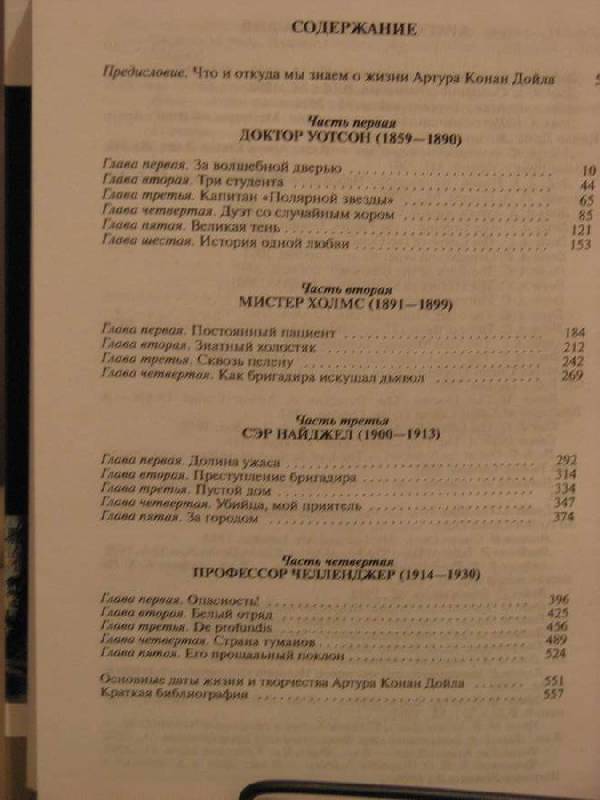 СОДЕРЖАНИЕ
Предисловие. Что и откуда мы знаем о жизни Артура Конан Дойла 5
Часть первая
ДОКТОР УОТСОН (1859—1890)
Глава первая. За волшебной дверью 10
Глава вторая. Три студента 44
Глава третья. Капитан «Полярной звезды» 65
Глава четвертая. Дуэт со случайным хором 85
Глава пятая. Великая тень 121
Глава шестая. История одной любви 153
Часть вторая
МИСТЕР ХОЛМС (1891—1899)
Глава первая. Постоянный пациент 184
Глава вторая. Знатный холостяк 212
Глава третья. Сквозь пелену 242
Глава четвертая. Как бригадира искушал дьявол 269
Часть третья
СЭР НАЙДЖЕЛ (1900—1913)
Глава первая. Долина ужаса 292
Глава вторая. Преступление бригадира 314
Глава третья. Пустой дом 334
Глава четвертая. Убийца, мой приятель 347
Глава пятая. За городом 374
Часть четвертая
ПРОФЕССОР ЧЕЛЛЕНДЖЕР (1914—1930)
Глава первая. Опасность! 396
Глава вторая. Белый отряд 425
Глава третья. De profundis 456
Глава четвертая. Страна туманов 489
Глава пятая. Его прощальный поклон 524
Основные даты жизни и творчества Артура Конан Дойла 551
Краткая библиография 557